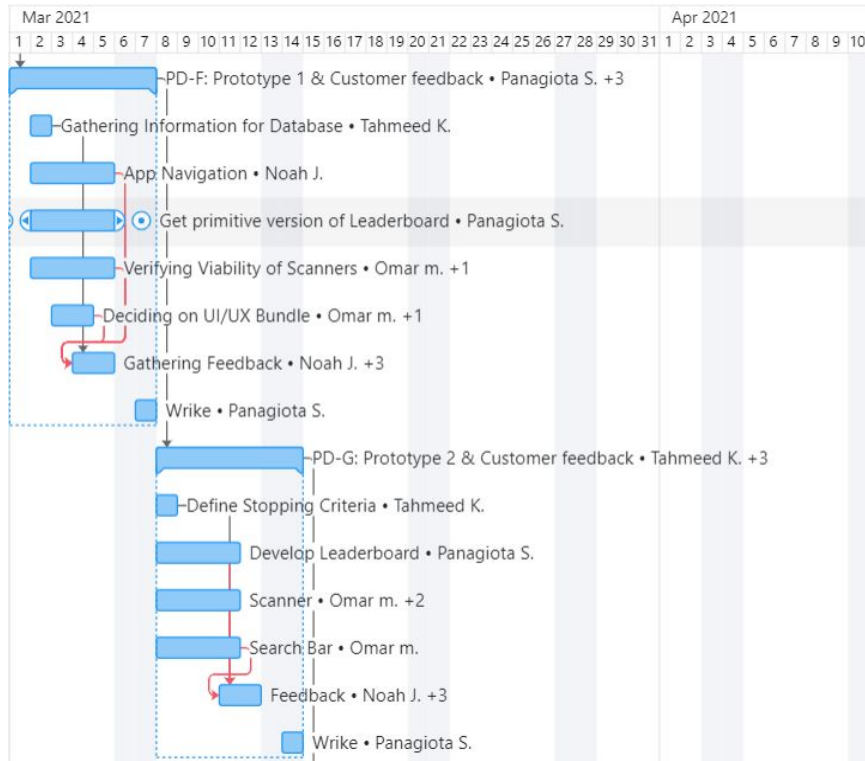 Mar 2021 Apr 2021
1 2 3 4 5 6 7 8 9 10 11 12 13 14 15 16 17 18 19 20 21 22 23 24 25 26 27 28 29 30 31 1 2 3 4 5 6 7 8 9 10
PD-F: Prototype 1 & Customer feedback • Panagiota S. +3
Gathering Information for Database • Tahmeed K.
App Navigation • Noah J.
Get primitive version of Leaderboard • Panagiota S.
Verifying Viability of Scanners • Omar m. +1
Deciding on UI/UX Bundle • Omar m. +1
Gathering Feedback • Noah J. +3
Wrike • Panagiota S.
PD-G: Prototype 2 & Customer feedback • Tahmeed K. +3
Define Stopping Criteria • Tahmeed K.
Develop Leaderboard • Panagiota S.
Scanner • Omar m. +2
Search Bar • Omar m.
Feedback • Noah J. +3
Wrike • Panagiota S.